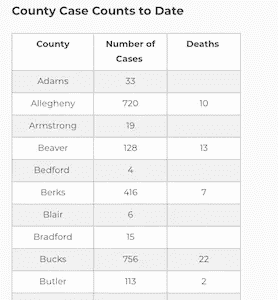 County Case Counts to Date
County Number of Cases Deaths
Adams 33
Allegheny 720 10
Armstrong 19
Beaver 128 13
Bedford 4
Berks 416 7
Blair 6
Bradford 15
Bucks 756 22
Butler 113 2